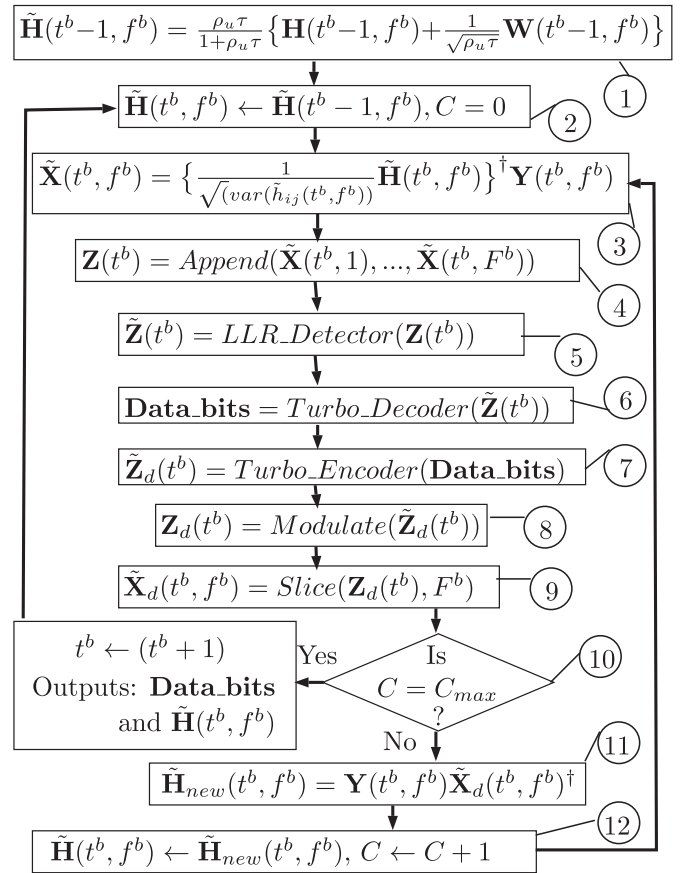 H̃(t^b−1, f^b) = ρ_uτ/(1+ρ_uτ) {H(t^b−1, f^b)+ 1/√(ρ_uτ) W(t^b−1, f^b)}
1
H̃(t^b, f^b) ← H̃(t^b − 1, f^b), C = 0
2
X̃(t^b, f^b) = {1/√(var(h̃_ij(t^b,f^b)) H̃(t^b, f^b)}^† Y(t^b, f^b)
3
Z(t^b) = Append(X̃(t^b, 1), ..., X̃(t^b, F^b))
4
Z̃(t^b) = LLR_Detector(Z(t^b))
5
Data_bits = Turbo_Decoder(Z̃(t^b))
6
Z̃_d(t^b) = Turbo_Encoder(Data_bits)
7
Z_d(t^b) = Modulate(Z̃_d(t^b))
8
X̃_d(t^b, f^b) = Slice(Z_d(t^b), F^b)
9
t^b ← (t^b + 1)
Outputs: Data_bits
and H̃(t^b, f^b)
Yes
Is
C = C_max
?
10
No
11
H̃_new(t^b, f^b) = Y(t^b, f^b)X̃_d(t^b, f^b)^†
12
H̃(t^b, f^b) ← H̃_new(t^b, f^b), C ← C + 1